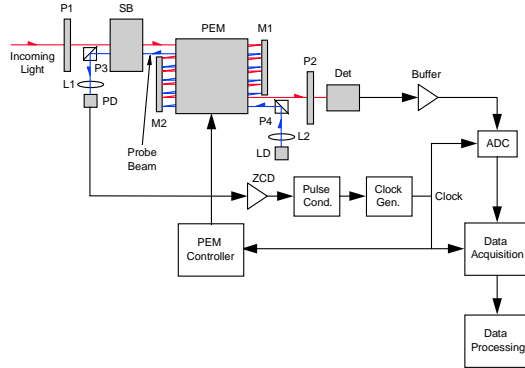 P1
SB
PEM
M1
Incoming
Light
P3
L1
PD
M2
Probe
Beam
P2
Det
Buffer
P4
L2
LD
ADC
ZCD
Pulse
Cond.
Clock
Gen.
Clock
PEM
Controller
Data
Acquisition
Data
Processing